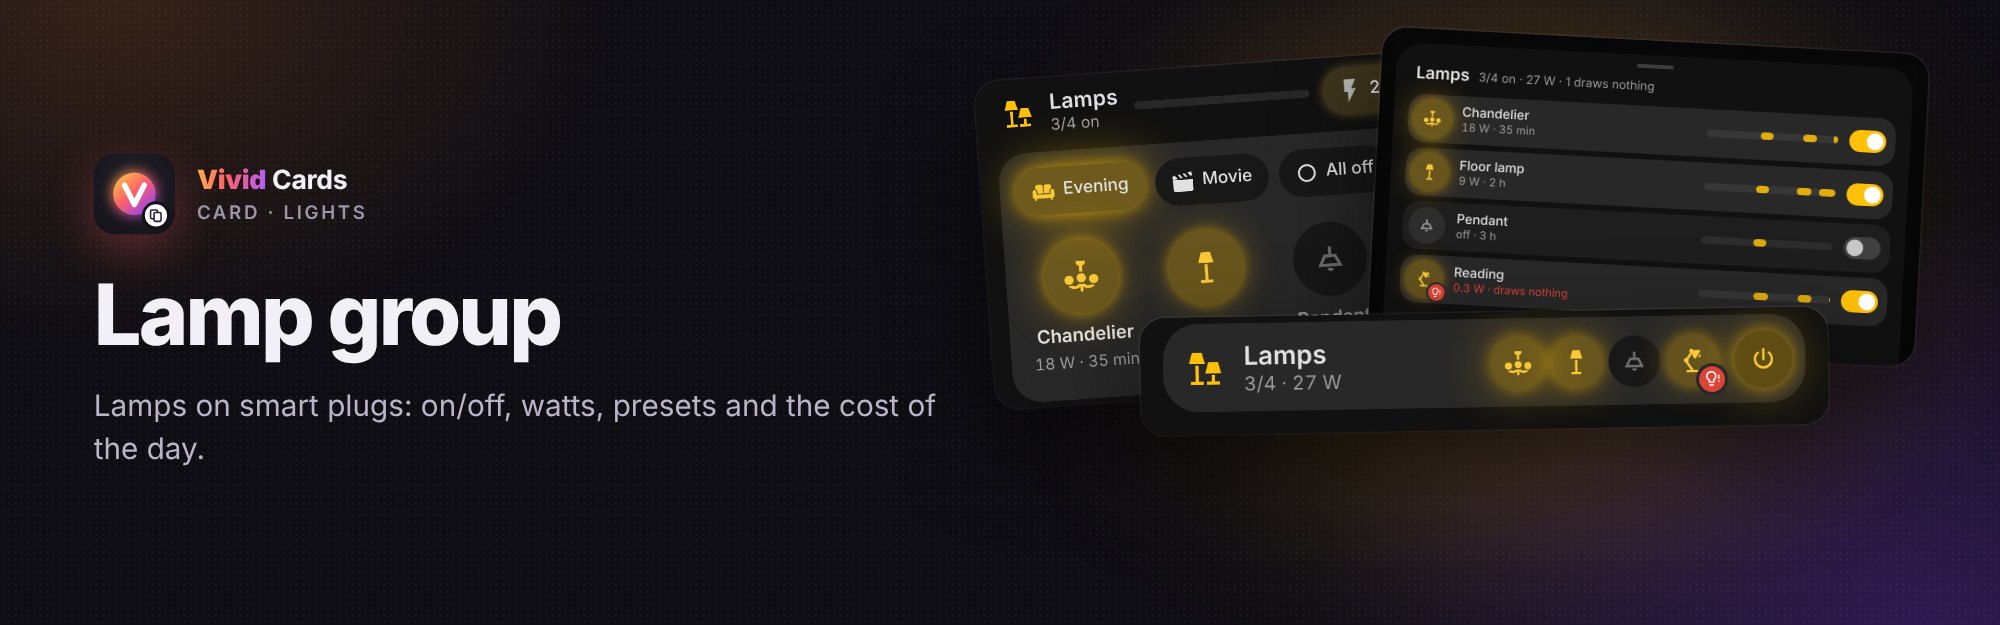 Vivid Cards
CARD · LIGHTS
Lamp group
Lamps on smart plugs: on/off, watts, presets and the cost of
the day.
Lamps
3/4 on
2
Evening
Movie
All off
Chandelier
18 W · 35 min
Lamps 3/4 on · 27 W · 1 draws nothing
Chandelier
18 W · 35 min
Floor lamp
9 W · 2 h
Pendant
off · 3 h
Reading
0.3 W · draws nothing
Lamps
3/4 · 27 W